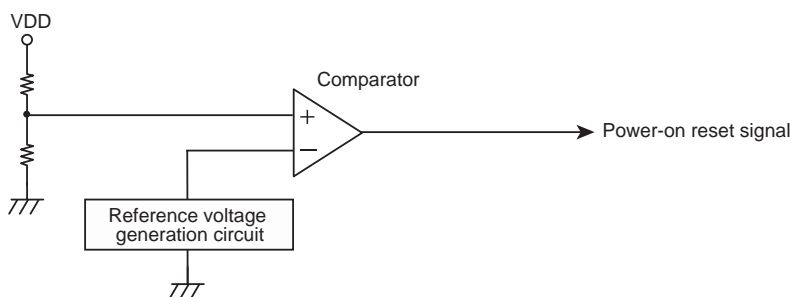 VDD
Comparator
+
−
Power-on reset signal
Reference voltage
generation circuit